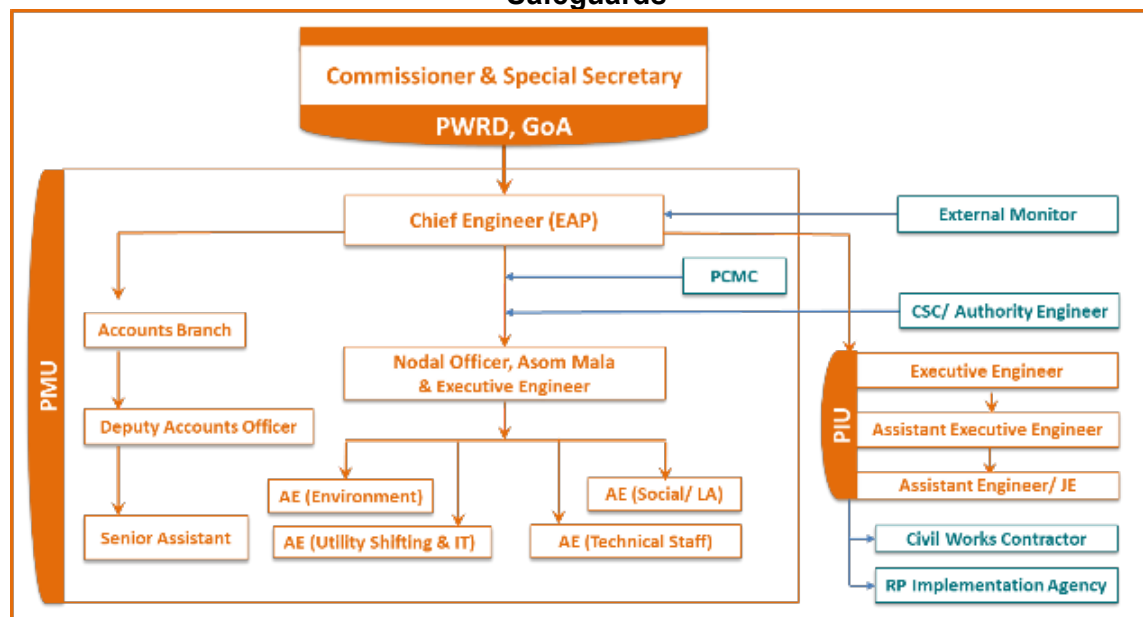 Safeguards
Commissioner & Special Secretary
PWRD, GoA
PMU
Chief Engineer (EAP)
External Monitor
PCMC
CSC/ Authority Engineer
Accounts Branch
Nodal Officer, Asom Mala
& Executive Engineer
Deputy Accounts Officer
Senior Assistant
AE (Environment)
AE (Social/ LA)
AE (Utility Shifting & IT)
AE (Technical Staff)
PIU
Executive Engineer
Assistant Executive Engineer
Assistant Engineer/ JE
Civil Works Contractor
RP Implementation Agency